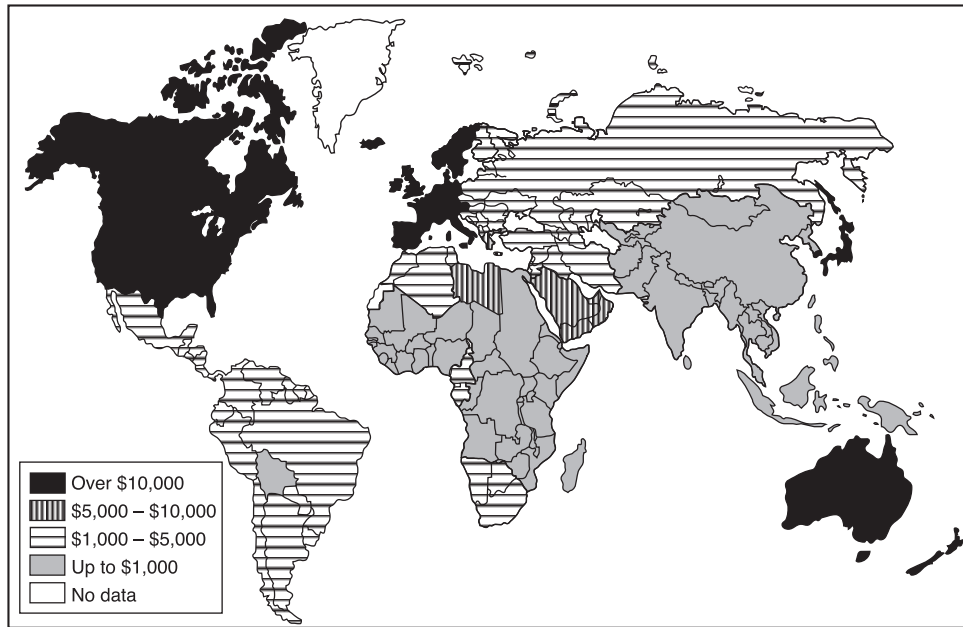 Over $10,000
$5,000 – $10,000
$1,000 – $5,000
Up to $1,000
No data